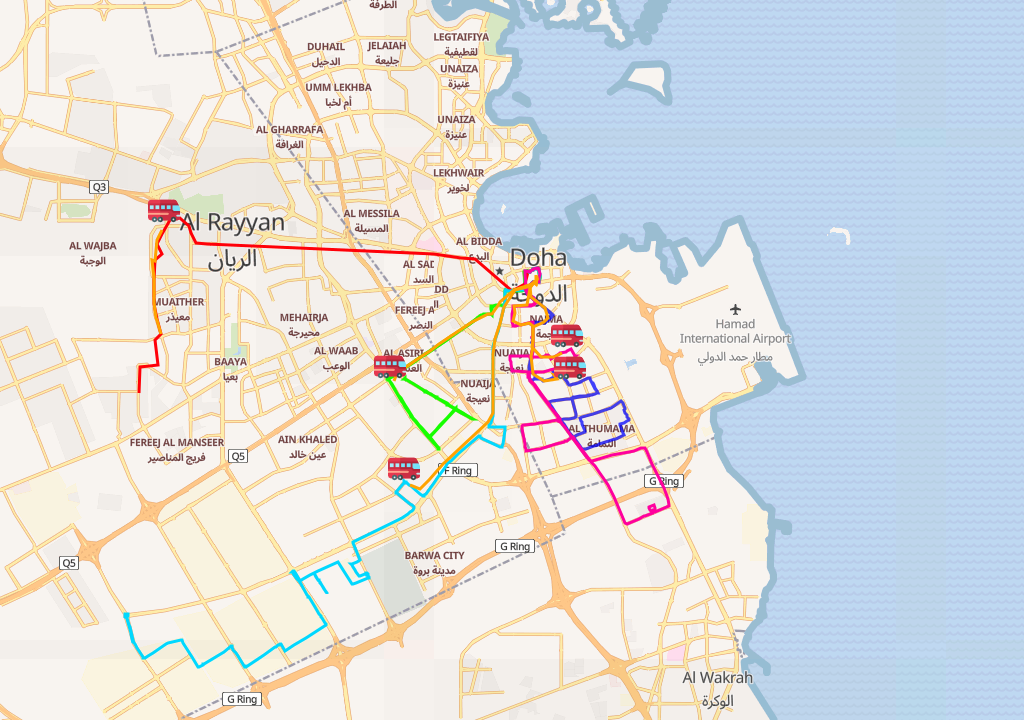 الطرفة
LEGTAIFIYA
لقطيفية
DUHAIL
الدحيل
JELAIAH
جليعة
UNAIZA
عنيزة
UMM LEKHBA
أم لخبا
UNAIZA
عنيزة
AL GHARRAFA
الغرافة
LEKHWAIR
لخوير
Q3
AL MESSILA
المسيلة
Al Rayyan
الريان
AL WAJBA
الوجبة
AL BIDDA
البدع
Doha
الدوحة
AL SAD
السد
DD
ال
MUAITHER
معيذر
MEHAIRJA
محيرجة
FEREEJ A
النصر
NAJMA
نجمة
Hamad
International Airport
مطار حمد الدولي
AL WAAB
الوعب
AL ASIRI
BAAYA
بعيا
NUAIJA
نعيجة
NUAIJA
نعيجة
AL THUMAMA
الثمامة
FEREEJ AL MANSEER
فريج المناصير
AIN KHALED
عين خالد
Q5
F Ring
G Ring
G Ring
BARWA CITY
مدينة بروة
Q5
G Ring
Al Wakrah
الوكرة